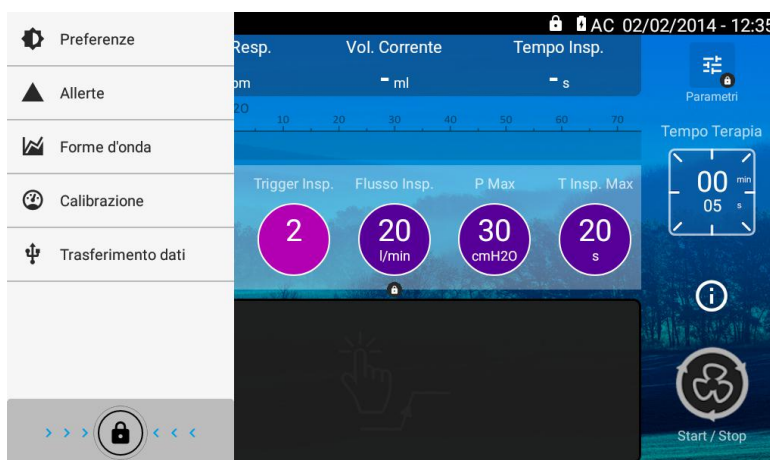 AC 02/02/2014 - 12:35
Preferenze
Allerte
Forme d'onda
Calibrazione
Trasferimento dati
Resp.
Vol. Corrente
Tempo Insp.
- ml
- s
10 20 30 40 50 60 70
Trigger Insp.
Flusso Insp.
P Max
T Insp. Max
2
20
l/min
30
cmH2O
20
s
Parametri
Tempo Terapia
00 min
05 s
Start / Stop